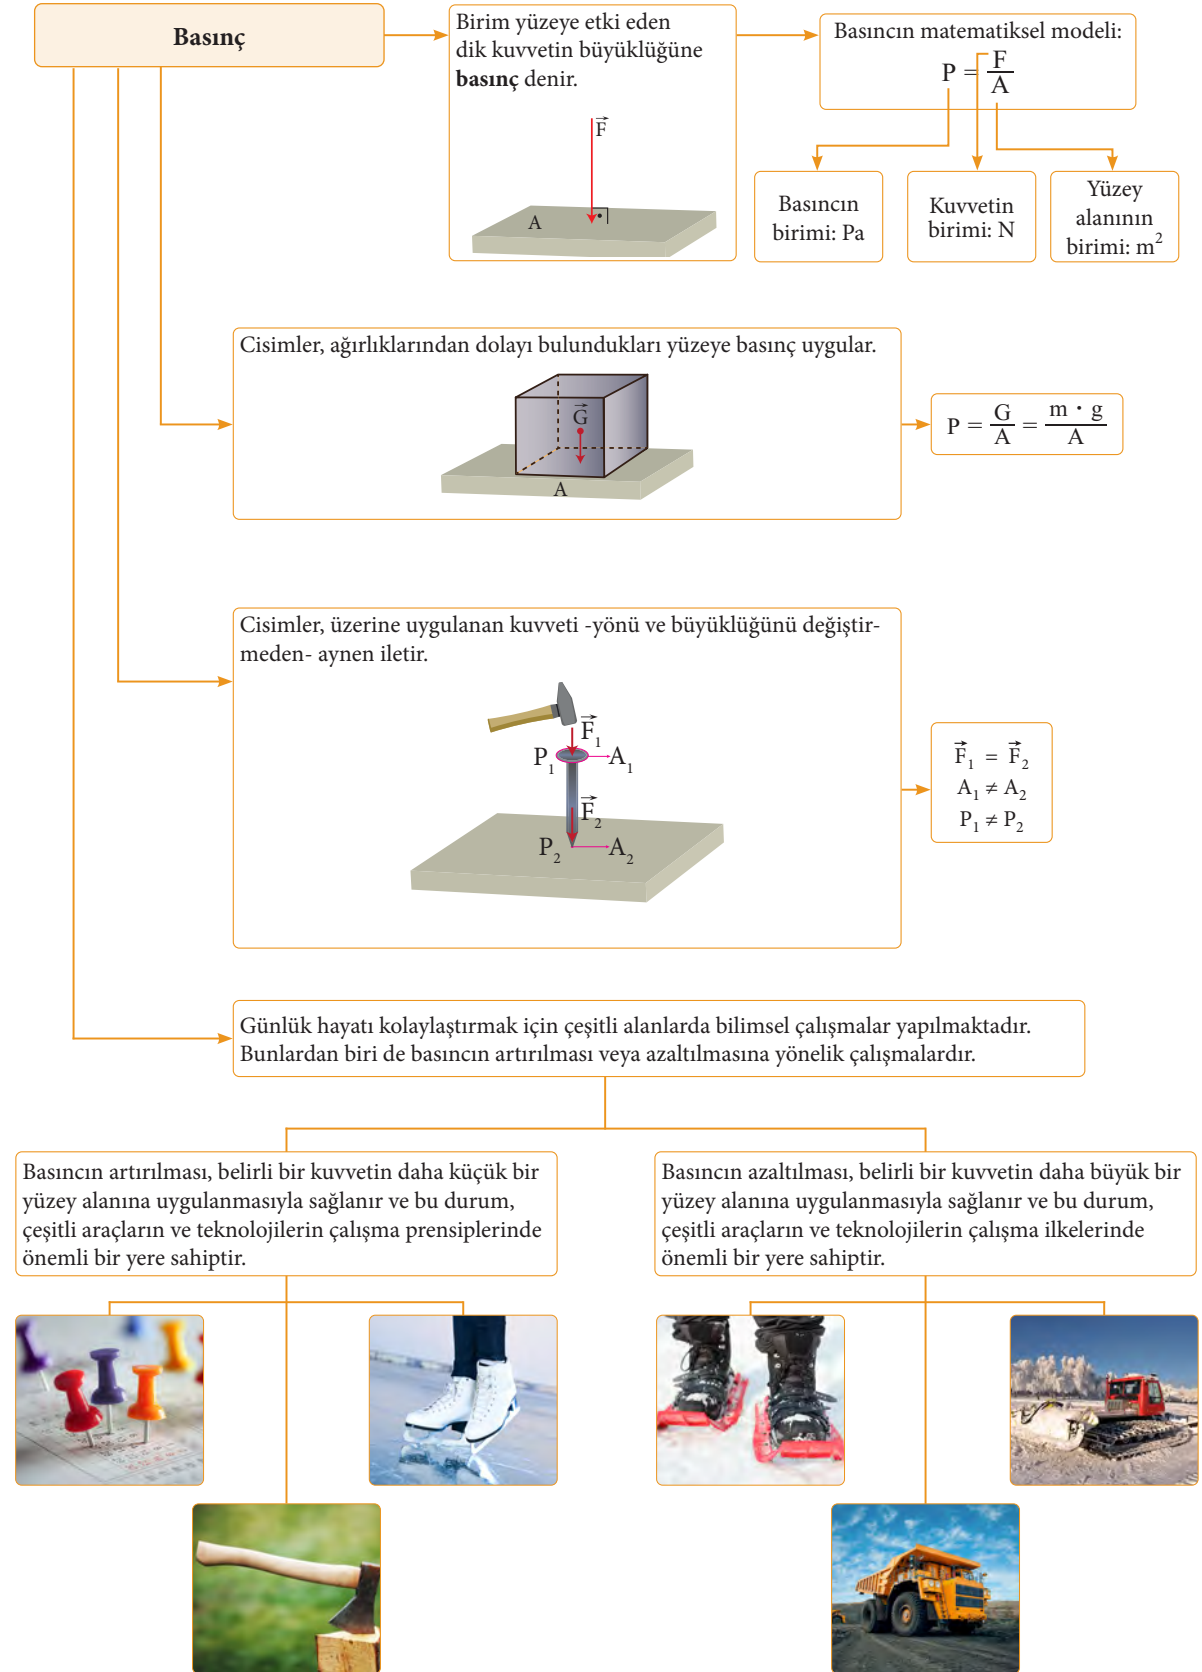 Basınç
Birim yüzeye etki eden
dik kuvvetin büyüklüğüne
basınç denir.
F
A
Basıncın matematiksel modeli:
P = F / A
Basıncın
birimi: Pa
Kuvvetin
birimi: N
Yüzey
alanının
birimi: m²
Cisimler, ağırlıklarından dolayı bulundukları yüzeye basınç uygular.
G
A
P = G / A = m · g / A
Cisimler, üzerine uygulanan kuvveti -yönü ve büyüklüğünü değiştir-
meden- aynen iletir.
F₁
P₁ A₁
F₂
P₂ A₂
F₁ = F₂
A₁ ≠ A₂
P₁ ≠ P₂
Günlük hayatı kolaylaştırmak için çeşitli alanlarda bilimsel çalışmalar yapılmaktadır.
Bunlardan biri de basıncın artırılması veya azaltılmasına yönelik çalışmalardır.
Basıncın artırılması, belirli bir kuvvetin daha küçük bir
yüzey alanına uygulanmasıyla sağlanır ve bu durum,
çeşitli araçların ve teknolojilerin çalışma prensiplerinde
önemli bir yere sahiptir.
Basıncın azaltılması, belirli bir kuvvetin daha büyük bir
yüzey alanına uygulanmasıyla sağlanır ve bu durum,
çeşitli araçların ve teknolojilerin çalışma ilkelerinde
önemli bir yere sahiptir.